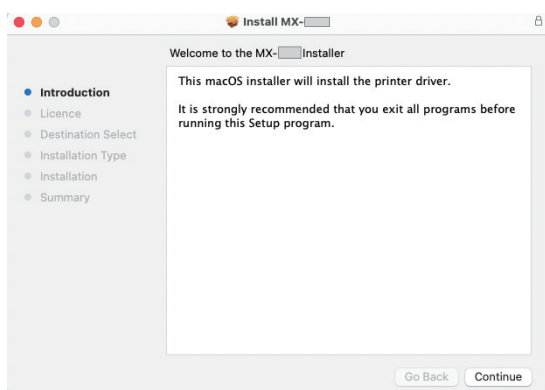 Install MX-
Welcome to the MX- Installer
Introduction
Licence
Destination Select
Installation Type
Installation
Summary
This macOS installer will install the printer driver.
It is strongly recommended that you exit all programs before
running this Setup program.
Go Back
Continue